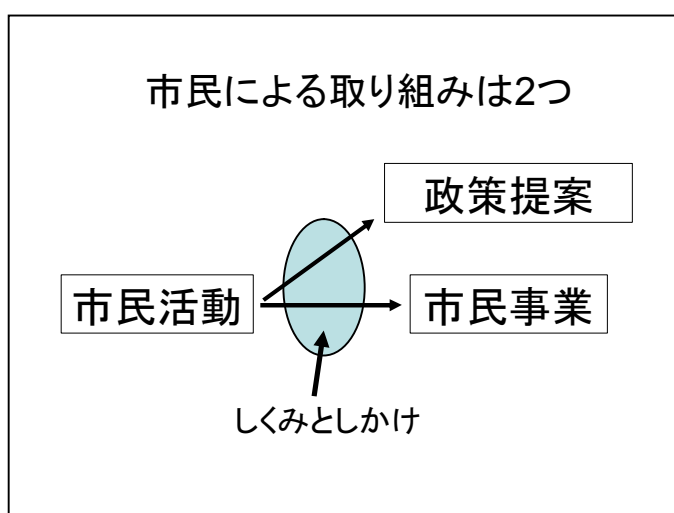 市民による取り組みは2つ
政策提案
市民活動
市民事業
しくみとしかけ